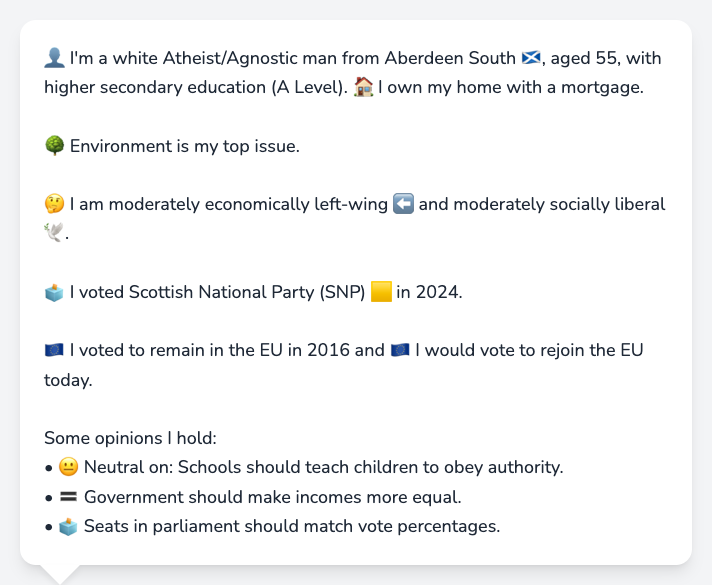 👤 I'm a white Atheist/Agnostic man from Aberdeen South 🏴󠁧󠁢󠁳󠁣󠁴󠁿, aged 55, with
higher secondary education (A Level). 🏠 I own my home with a mortgage.
🌳 Environment is my top issue.
🤔 I am moderately economically left-wing ⬅️ and moderately socially liberal
🕊️.
🗳️ I voted Scottish National Party (SNP) 🟨 in 2024.
🇪🇺 I voted to remain in the EU in 2016 and 🇪🇺 I would vote to rejoin the EU
today.
Some opinions I hold:
• 😐 Neutral on: Schools should teach children to obey authority.
• 🟰 Government should make incomes more equal.
• 🗳️ Seats in parliament should match vote percentages.